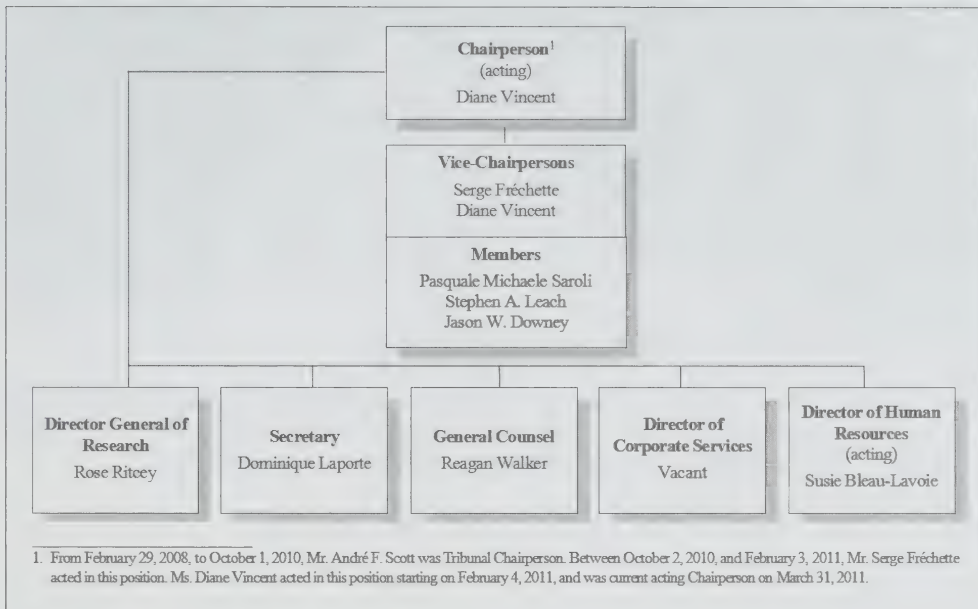 Chairperson1
(acting)
Diane Vincent
Vice-Chairpersons
Serge Fréchette
Diane Vincent
Members
Pasquale Michaele Saroli
Stephen A. Leach
Jason W. Downey
Director General of
Research
Rose Ritcey
Secretary
Dominique Laporte
General Counsel
Reagan Walker
Director of
Corporate Services
Vacant
Director of Human
Resources
(acting)
Susie Bleau-Lavoie
1. From February 29, 2008, to October 1, 2010, Mr. André F. Scott was Tribunal Chairperson. Between October 2, 2010, and February 3, 2011, Mr. Serge Fréchette
acted in this position. Ms. Diane Vincent acted in this position starting on February 4, 2011, and was current acting Chairperson on March 31, 2011.